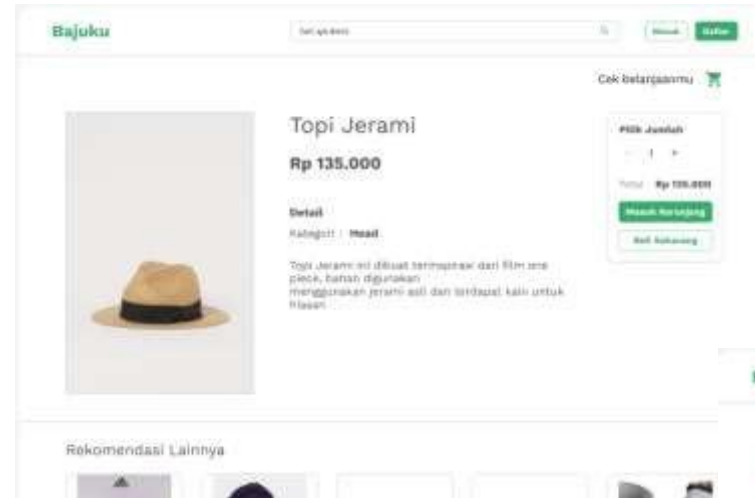 Bajuku
Masuk
Daftar
Cek belanjaanmu
Topi Jerami
Rp 135.000
Pilih Jumlah
- 1 +
Total Rp 135.000
Masuk Keranjang
Beli Sekarang
Detail
Kategori : Head
Topi Jerami ini dibuat terinspirasi dari film one
piece, bahan digunakan
menggunakan jerami asli dan terdapat kain untuk
hiasan
Rekomendasi Lainnya